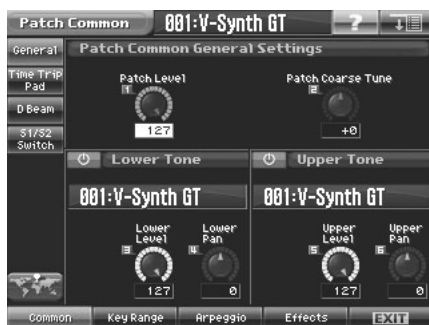 Patch Common 001:V-Synth GT ?
General
Patch Common General Settings
Time Trip
Pad
D Beam
S1/S2
Switch
Patch Level
1
127
Patch Coarse Tune
2
+0
Lower Tone
001:V-Synth GT
Lower
Level
3
127
Lower
Pan
4
0
Upper Tone
001:V-Synth GT
Upper
Level
5
127
Upper
Pan
6
0
Common Key Range Arpeggio Effects EXIT